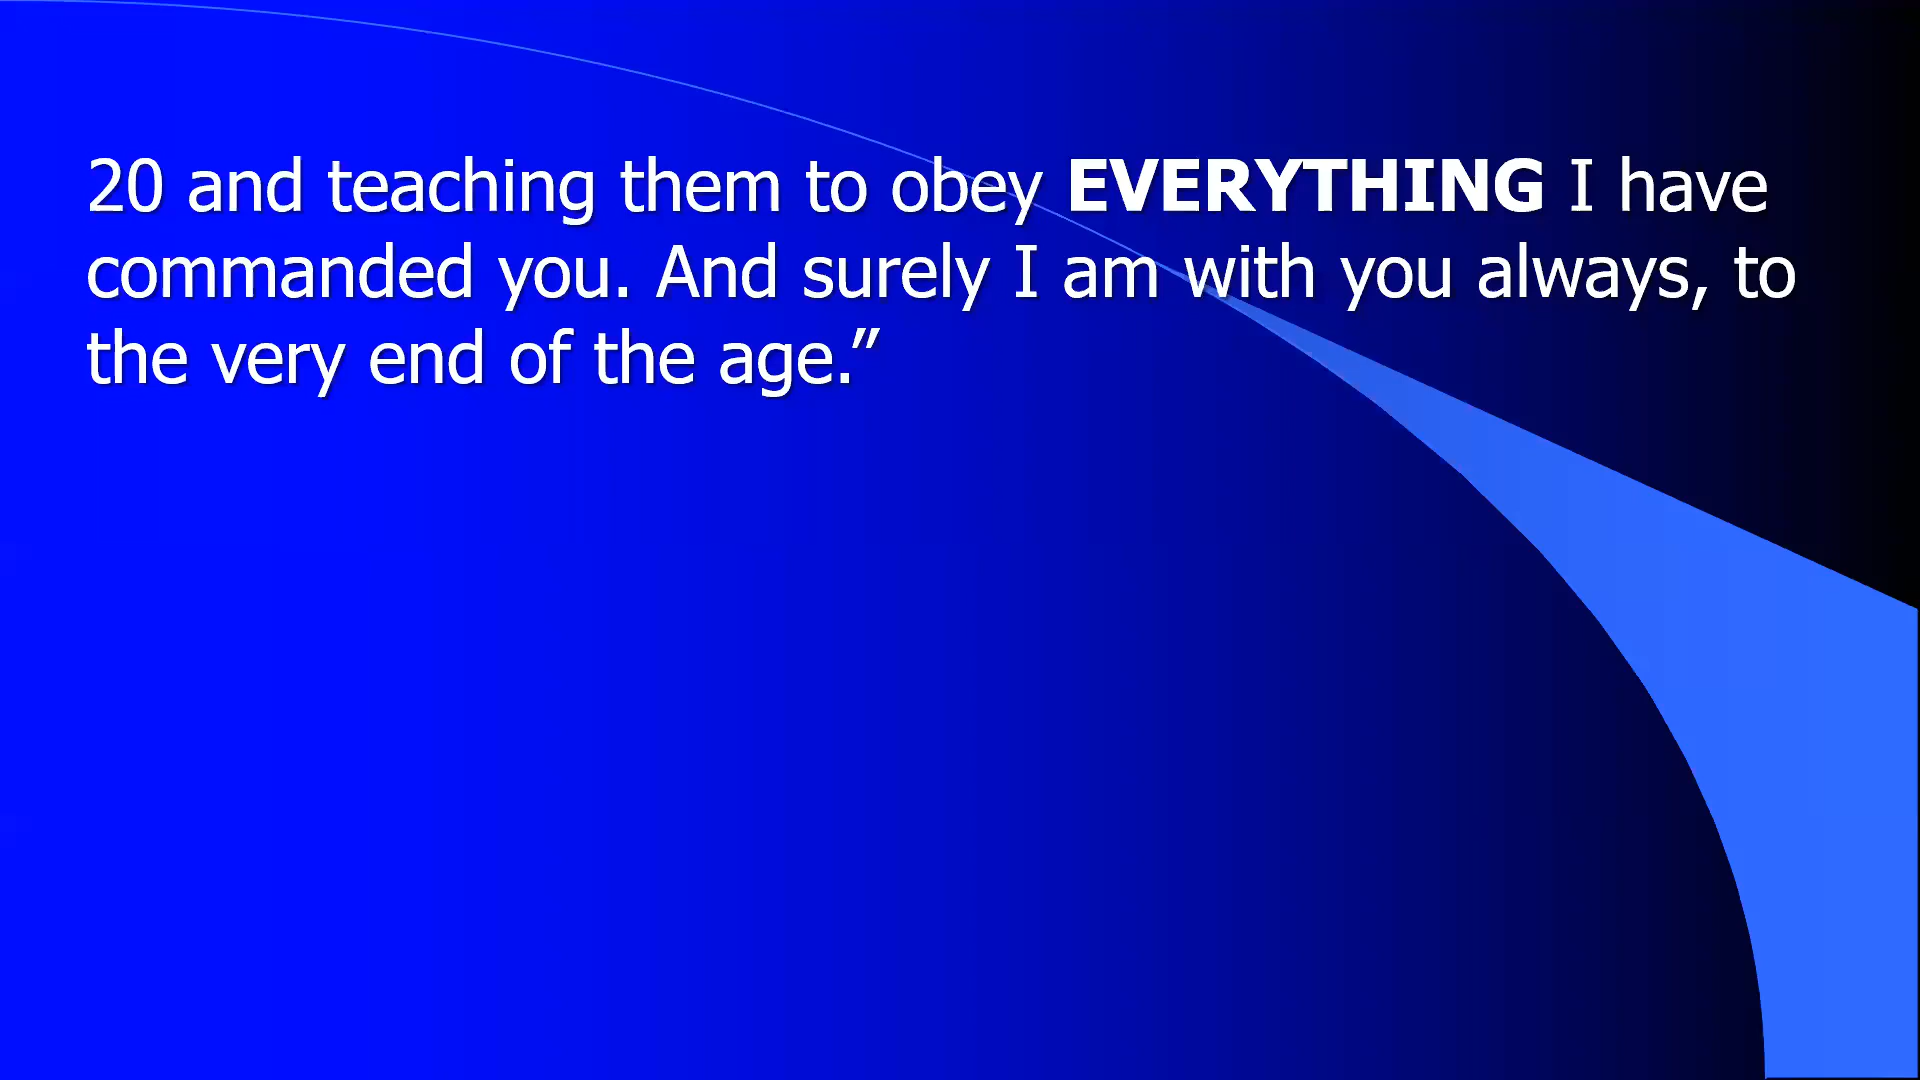 20 and teaching them to obey EVERYTHING I have
commanded you. And surely I am with you always, to
the very end of the age.”